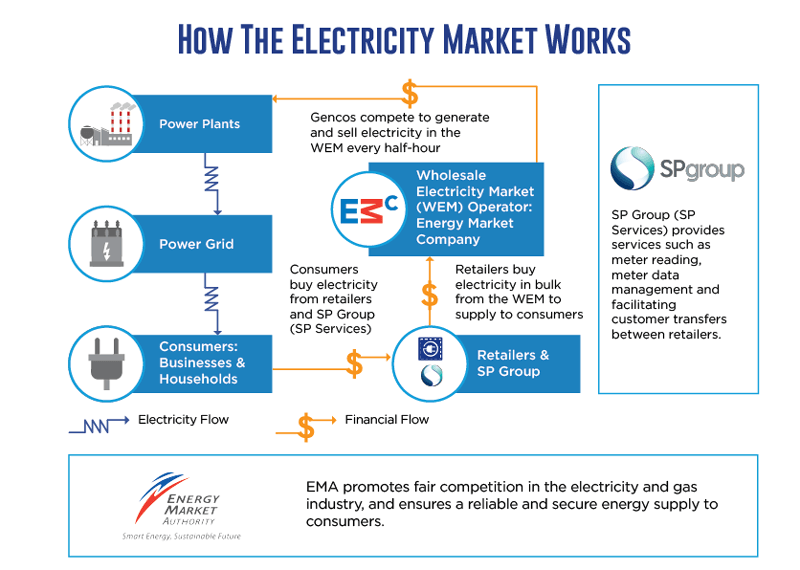 HOW THE ELECTRICITY MARKET WORKS
Power Plants
Gencos compete to generate
and sell electricity in the
WEM every half-hour
EMC
Wholesale
Electricity Market
(WEM) Operator:
Energy Market
Company
Power Grid
Consumers
buy electricity
from retailers
and SP Group
(SP Services)
Retailers buy
electricity in bulk
from the WEM to
supply to consumers
Consumers:
Businesses &
Households
Retailers &
SP Group
Electricity Flow
$ Financial Flow
$
$
$
SPgroup
SP Group (SP
Services) provides
services such as
meter reading,
meter data
management and
facilitating
customer transfers
between retailers.
ENERGY
MARKET
AUTHORITY
Smart Energy, Sustainable Future
EMA promotes fair competition in the electricity and gas
industry, and ensures a reliable and secure energy supply to
consumers.